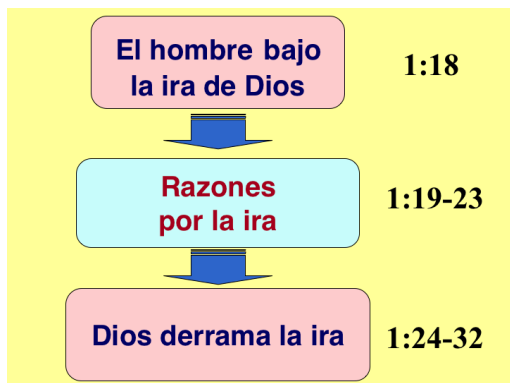 El hombre bajo
la ira de Dios
1:18
Razones
por la ira
1:19-23
Dios derrama la ira
1:24-32